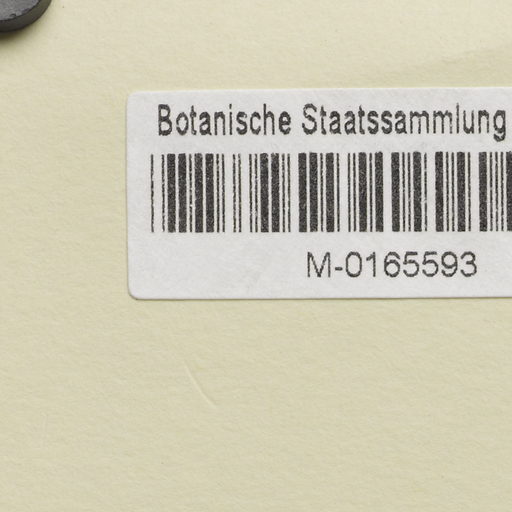 Botanische Staatssammlung
M-0165593